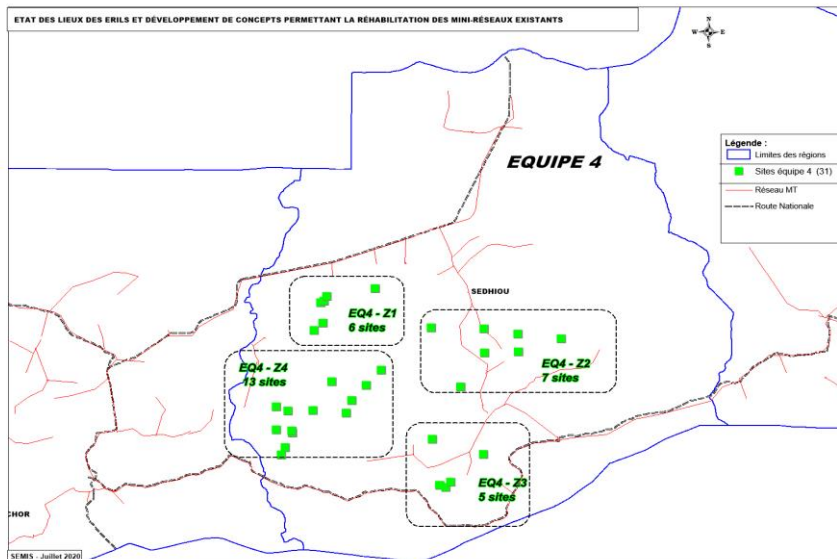 ETAT DES LIEUX DES ERILS ET DÉVELOPPEMENT DE CONCEPTS PERMETTANT LA RÉHABILITATION DES MINI-RÉSEAUX EXISTANTS
N
W E
S
EQUIPE 4
Légende :
Limites des régions
Sites équipe 4 (31)
Réseau MT
Route Nationale
SEDHIOU
EQ4 - Z1
6 sites
EQ4 - Z2
7 sites
EQ4 - Z4
13 sites
EQ4 - Z3
5 sites
CHOR
SEMIS - Juillet 2020